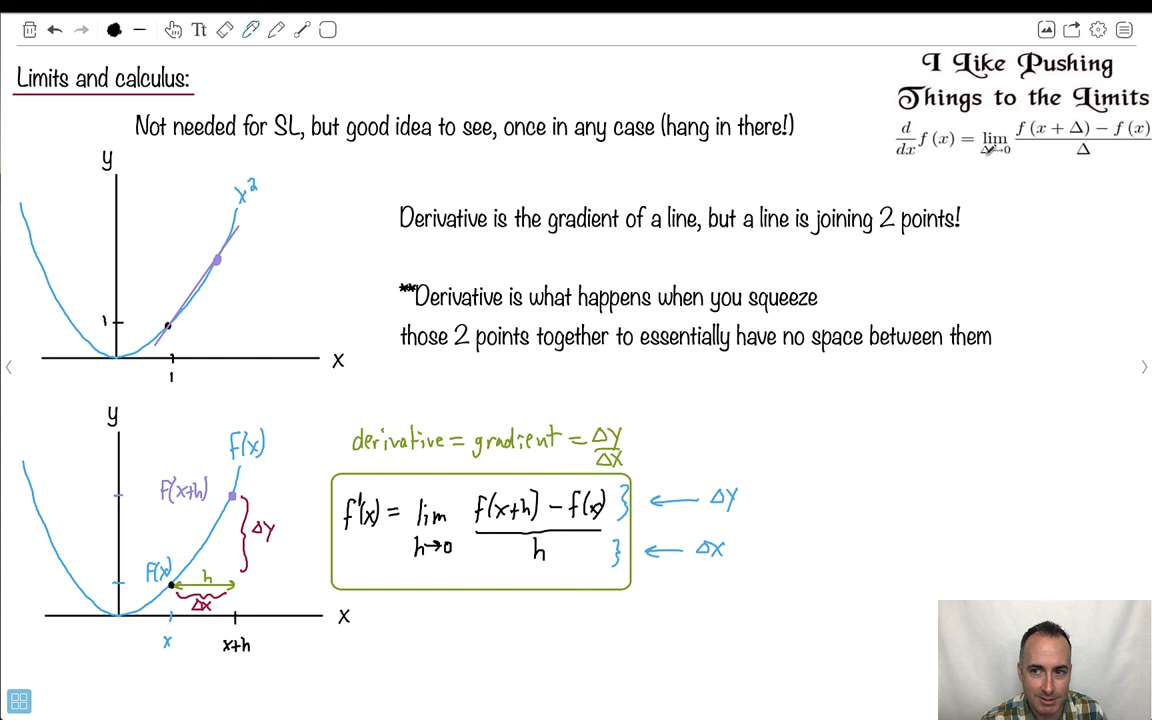 Tt
I Like Pushing
Things to the Limits
d/dx f (x) = lim Δ→0 f (x + Δ) − f (x) / Δ
Limits and calculus:
Not needed for SL, but good idea to see, once in any case (hang in there!)
y
x²
1
1
x
Derivative is the gradient of a line, but a line is joining 2 points!
**Derivative is what happens when you squeeze
those 2 points together to essentially have no space between them
y
f(x)
f(x+h)
Δy
f(x)
h
Δx
x
x
x+h
derivative = gradient = Δy/Δx
f'(x) = lim h→0 f(x+h) − f(x) / h
} ← Δy
} ← Δx